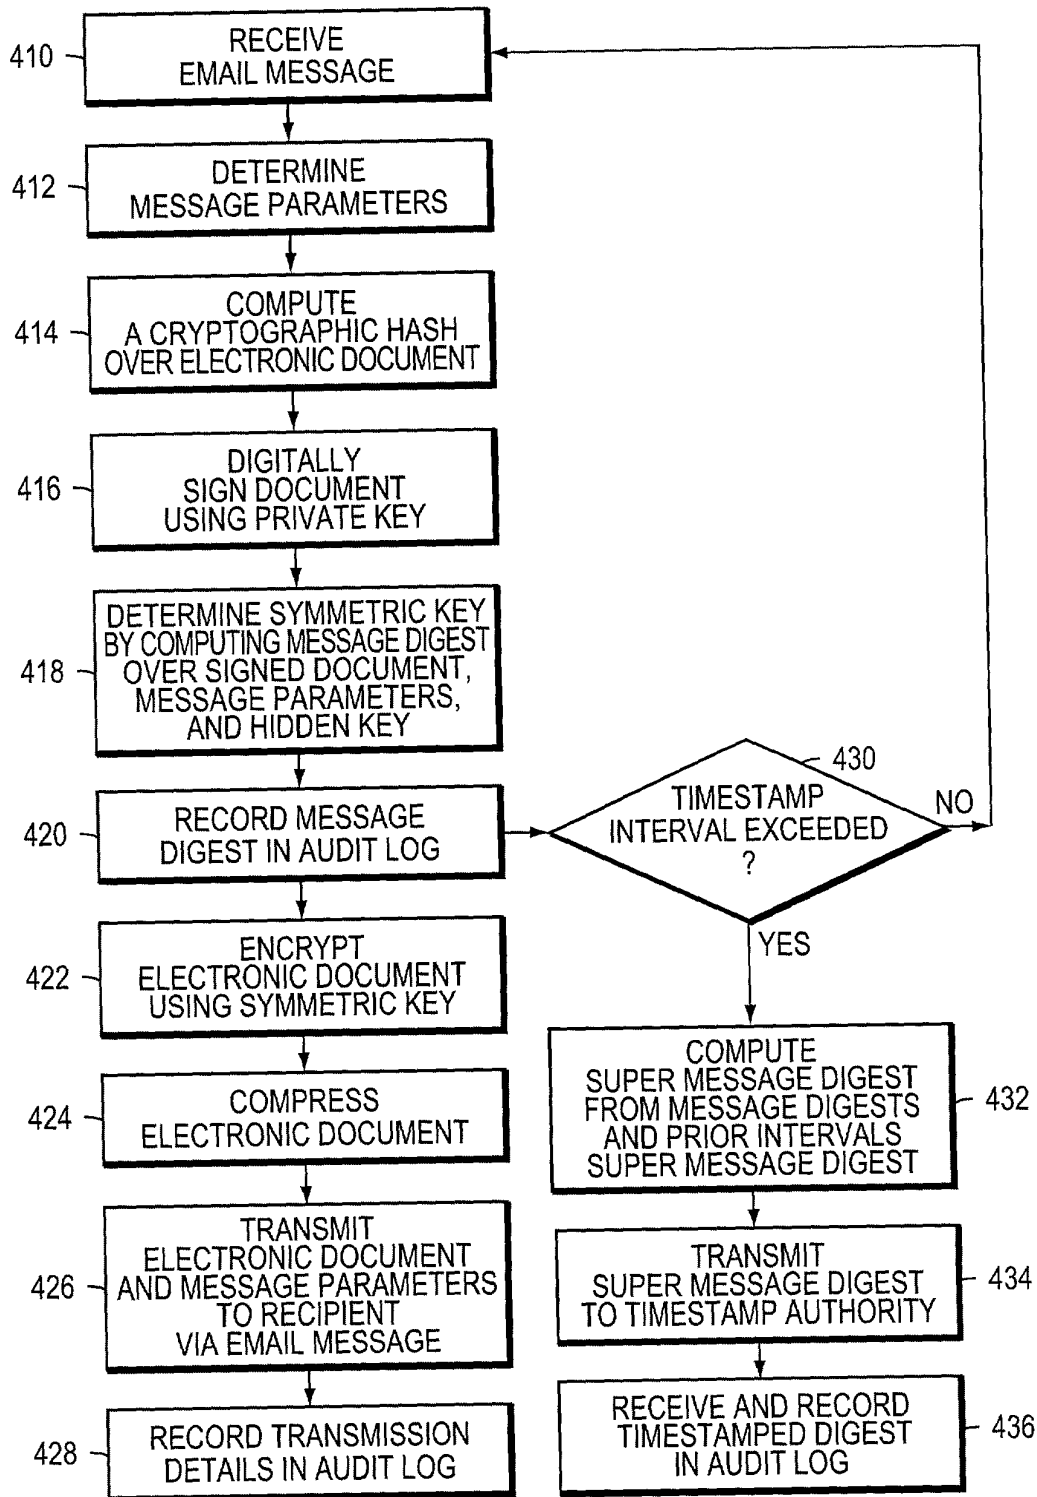 410
RECEIVE
EMAIL MESSAGE
412
DETERMINE
MESSAGE PARAMETERS
414
COMPUTE
A CRYPTOGRAPHIC HASH
OVER ELECTRONIC DOCUMENT
416
DIGITALLY
SIGN DOCUMENT
USING PRIVATE KEY
418
DETERMINE SYMMETRIC KEY
BY COMPUTING MESSAGE DIGEST
OVER SIGNED DOCUMENT,
MESSAGE PARAMETERS,
AND HIDDEN KEY
420
RECORD MESSAGE
DIGEST IN AUDIT LOG
422
ENCRYPT
ELECTRONIC DOCUMENT
USING SYMMETRIC KEY
424
COMPRESS
ELECTRONIC DOCUMENT
426
TRANSMIT
ELECTRONIC DOCUMENT
AND MESSAGE PARAMETERS
TO RECIPIENT
VIA EMAIL MESSAGE
428
RECORD TRANSMISSION
DETAILS IN AUDIT LOG
430
TIMESTAMP
INTERVAL EXCEEDED
?
NO
YES
COMPUTE
SUPER MESSAGE DIGEST
FROM MESSAGE DIGESTS
AND PRIOR INTERVALS
SUPER MESSAGE DIGEST
432
TRANSMIT
SUPER MESSAGE DIGEST
TO TIMESTAMP AUTHORITY
434
RECEIVE AND RECORD
TIMESTAMPED DIGEST
IN AUDIT LOG
436